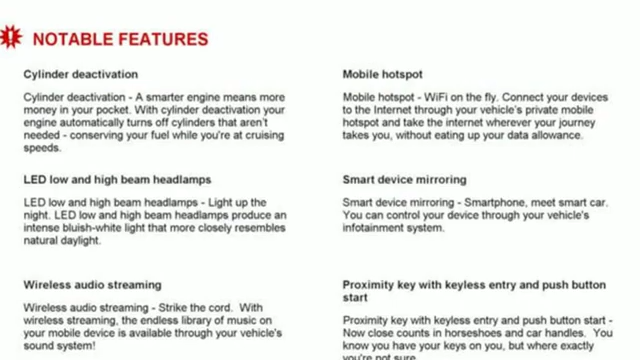 NOTABLE FEATURES
Cylinder deactivation
Cylinder deactivation - A smarter engine means more
money in your pocket. With cylinder deactivation your
engine automatically turns off cylinders that aren't
needed - conserving your fuel while you're at cruising
speeds.
Mobile hotspot
Mobile hotspot - WiFi on the fly. Connect your devices
to the Internet through your vehicle's private mobile
hotspot and take the internet wherever your journey
takes you, without eating up your data allowance.
LED low and high beam headlamps
LED low and high beam headlamps - Light up the
night. LED low and high beam headlamps produce an
intense bluish-white light that more closely resembles
natural daylight.
Smart device mirroring
Smart device mirroring - Smartphone, meet smart car.
You can control your device through your vehicle's
infotainment system.
Wireless audio streaming
Wireless audio streaming - Strike the cord. With
wireless streaming, the endless library of music on
your mobile device is available through your vehicle's
sound system!
Proximity key with keyless entry and push button
start
Proximity key with keyless entry and push button start -
Now close counts in horseshoes and car handles. You
know you have your keys on you, but where exactly
you're not sure.